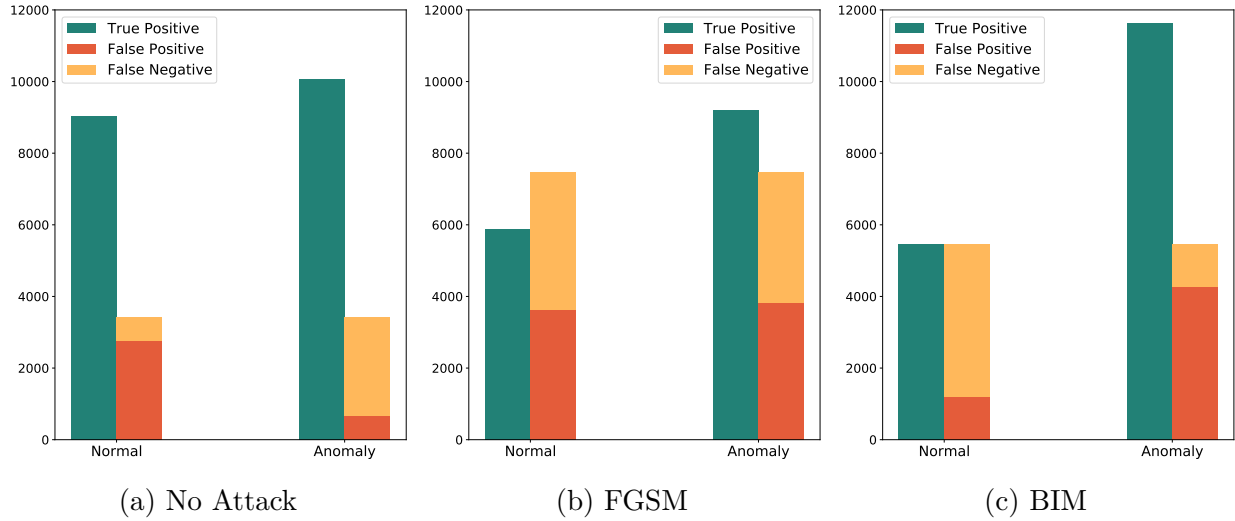 12000
10000
8000
6000
4000
2000
0
True Positive
False Positive
False Negative
Normal
Anomaly
(a) No Attack
12000
10000
8000
6000
4000
2000
0
True Positive
False Positive
False Negative
Normal
Anomaly
(b) FGSM
12000
10000
8000
6000
4000
2000
0
True Positive
False Positive
False Negative
Normal
Anomaly
(c) BIM